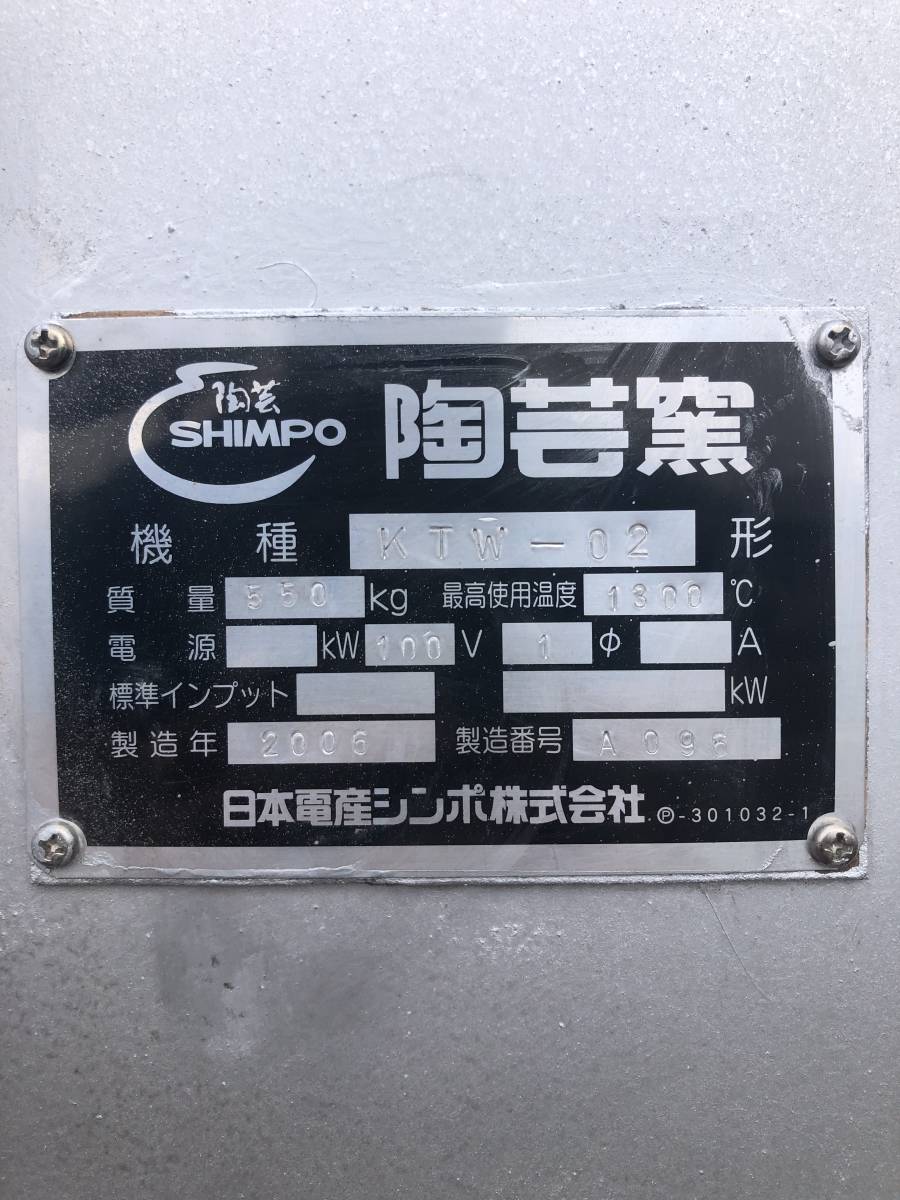 陶芸
SHIMPO
陶芸窯
機種 KTW-02 形
質量 550 kg 最高使用温度 1300 ℃
電源 kW 100 V 1 φ A
標準インプット kW
製造年 2006 製造番号 A096
日本電産シンポ株式会社 Ⓟ-301032-1